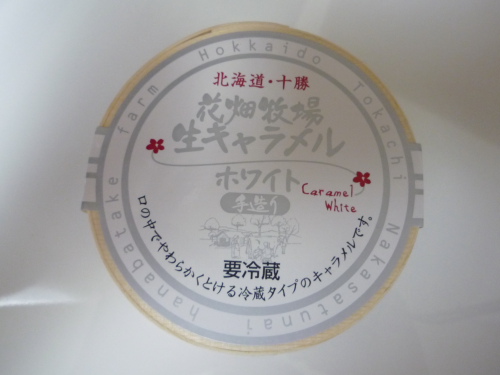 Hokkaido Tokachi Nakasatsunai hanabatake farm
北海道・十勝
花畑牧場
生キャラメル
ホワイト
Caramel
White
手造り
口の中でやわらかくとける冷蔵タイプのキャラメルです。
要冷蔵